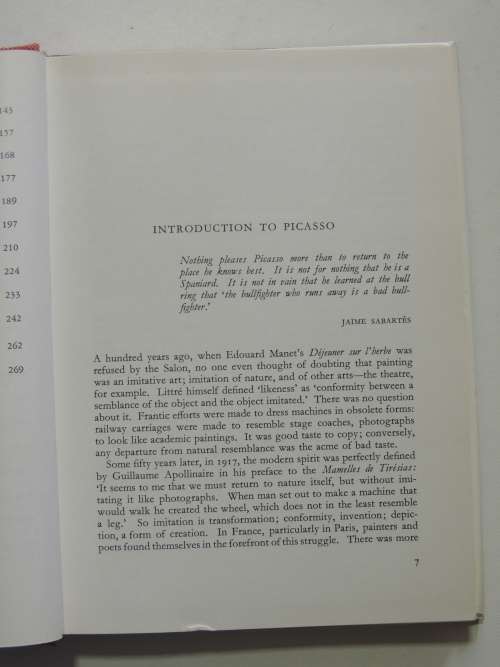 145
157
168
177
189
197
210
224
233
242
262
269
INTRODUCTION TO PICASSO
Nothing pleases Picasso more than to return to the
place he knows best. It is not for nothing that he is a
Spaniard. It is not in vain that he learned at the bull
ring that 'the bullfighter who runs away is a bad bull-
fighter.'
JAIME SABARTÈS
A hundred years ago, when Edouard Manet's Déjeuner sur l'herbe was
refused by the Salon, no one even thought of doubting that painting
was an imitative art; imitation of nature, and of other arts—the theatre,
for example. Littré himself defined 'likeness' as 'conformity between a
semblance of the object and the object imitated.' There was no question
about it. Frantic efforts were made to dress machines in obsolete forms:
railway carriages were made to resemble stage coaches, photographs
to look like academic paintings. It was good taste to copy; conversely,
any departure from natural resemblance was the acme of bad taste.
Some fifty years later, in 1917, the modern spirit was perfectly defined
by Guillaume Apollinaire in his preface to the Mamelles de Tirésias:
'It seems to me that we must return to nature itself, but without imi-
tating it like photographs. When man set out to make a machine that
would walk he created the wheel, which does not in the least resemble
a leg.' So imitation is transformation; conformity, invention; depic-
tion, a form of creation. In France, particularly in Paris, painters and
poets found themselves in the forefront of this struggle. There was more
7